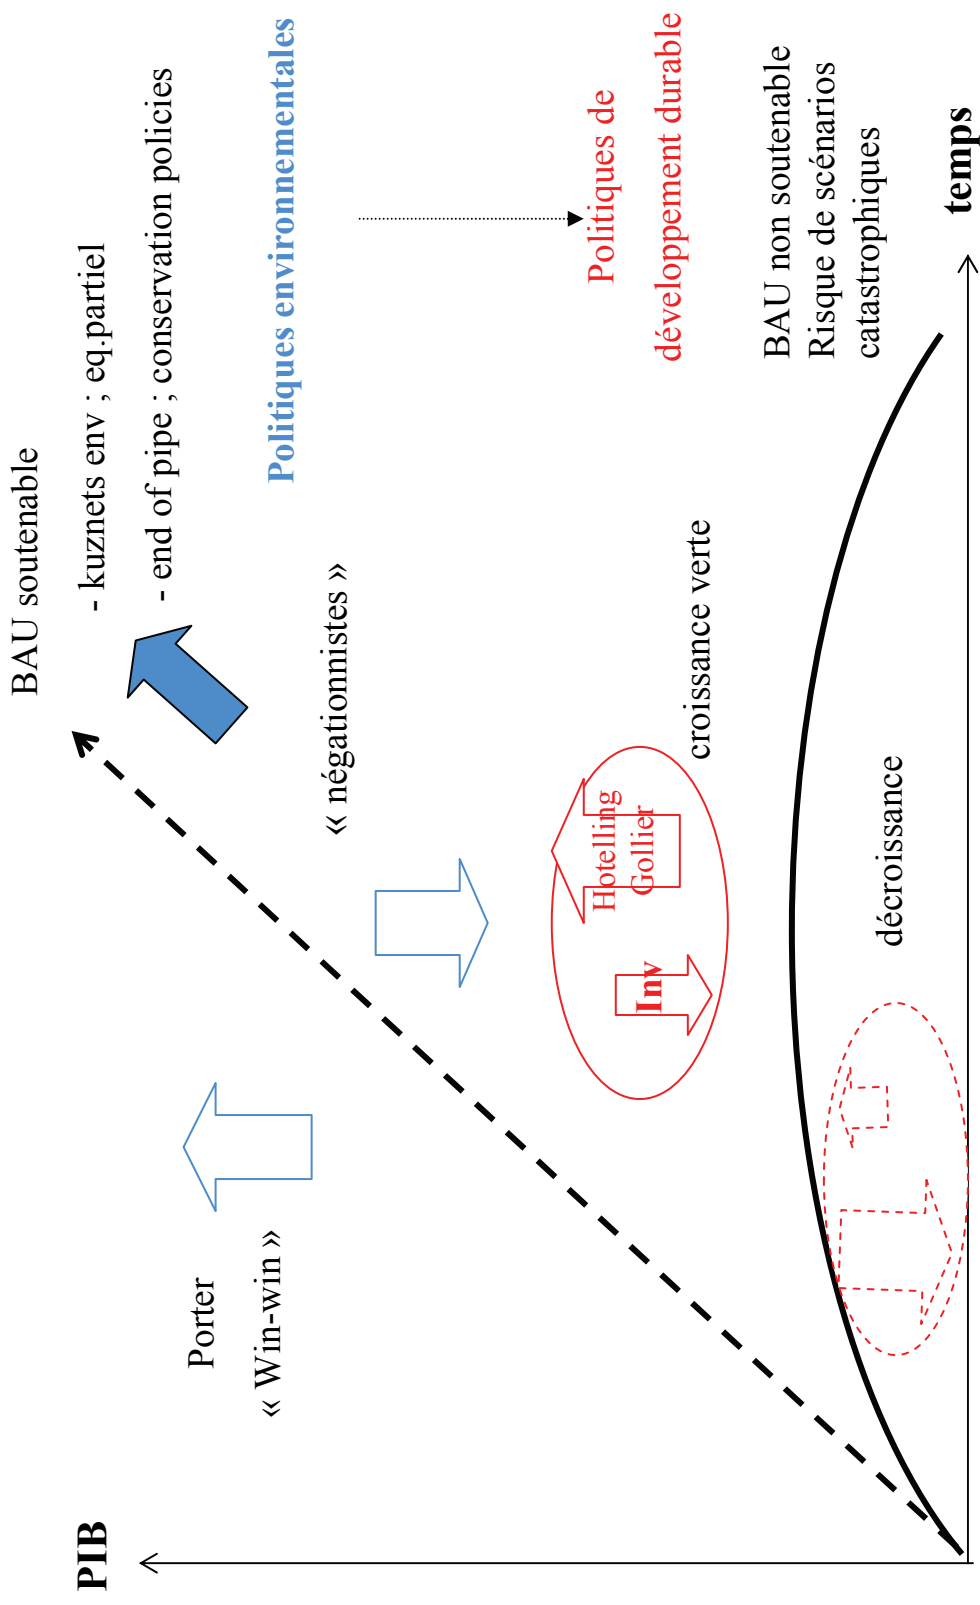 PIB
BAU soutenable
- kuznets env ; eq.partiel
- end of pipe ; conservation policies
Porter
« Win-win »
Politiques environnementales
« négationnistes »
Politiques de
développement durable
Hotelling
Gollier
Inv
croissance verte
BAU non soutenable
Risque de scénarios
catastrophiques
décroissance
temps